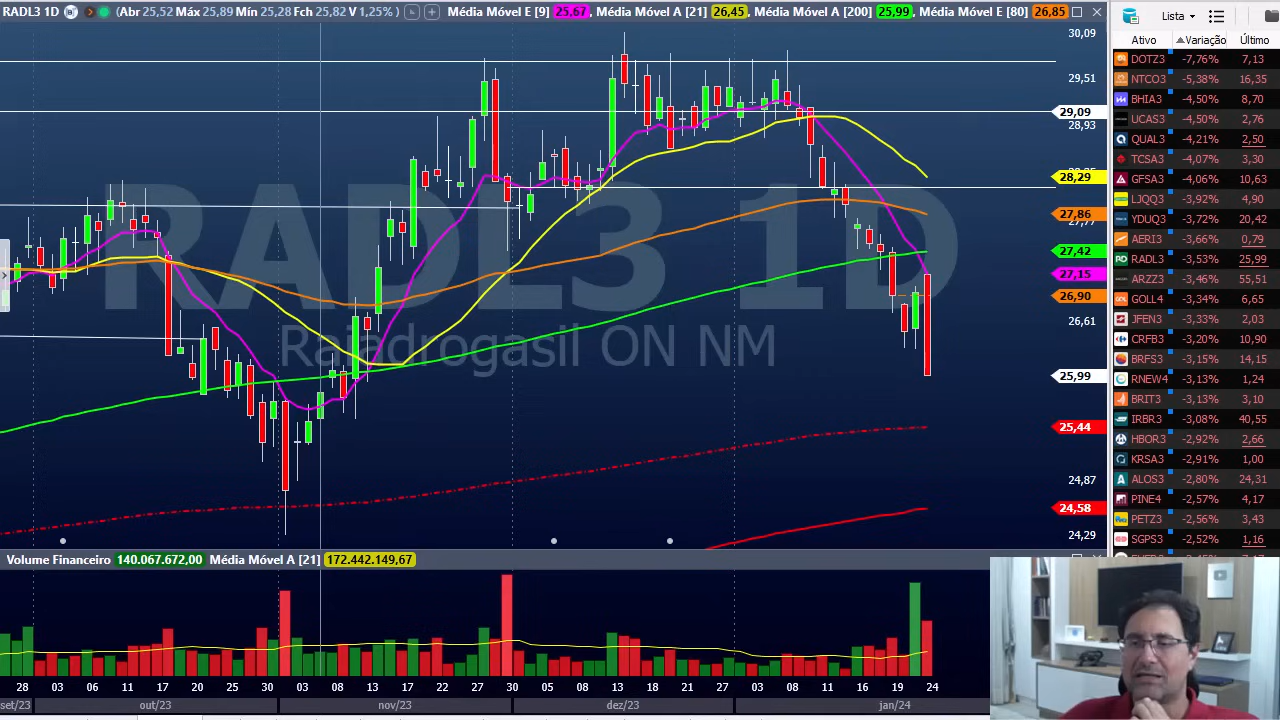 RADL3 1D (Abr 25,52 Máx 25,89 Mín 25,28 Fch 25,82 V 1,25%) Média Móvel E [9] 25,67, Média Móvel A [21] 26,45, Média Móvel A [200] 25,99, Média Móvel E [80] 26,85
30,09
29,51
29,09
28,93
28,29
27,86
27,42
27,15
26,90
26,61
25,99
25,44
24,87
24,58
24,29
RADL3 1D
Raiadrogasil ON NM
Volume Financeiro 140.067.672,00 Média Móvel A [21] 172.442.149,67
28 03 06 11 17 20 25 30 03 08 13 17 22 27 30 05 08 13 18 21 27 03 08 11 16 19 24
set/23 out/23 nov/23 dez/23 jan/24
Lista
Ativo Variação Último
DOTZ3 -7,76% 7,13
NTCO3 -5,38% 16,35
BHIA3 -4,50% 8,70
UCAS3 -4,50% 2,76
QUAL3 -4,21% 2,50
TCSA3 -4,07% 3,30
GFSA3 -4,06% 10,63
LJQQ3 -3,92% 4,90
YDUQ3 -3,72% 20,42
AERI3 -3,66% 0,79
RADL3 -3,53% 25,99
ARZZ3 -3,46% 55,51
GOLL4 -3,34% 6,65
JFEN3 -3,33% 2,03
CRFB3 -3,20% 10,90
BRFS3 -3,15% 14,15
RNEW4 -3,13% 1,24
BRIT3 -3,13% 3,10
IRBR3 -3,08% 40,55
HBOR3 -2,92% 2,66
KRSA3 -2,91% 1,00
ALOS3 -2,80% 24,31
PINE4 -2,57% 4,17
PETZ3 -2,56% 3,43
SGPS3 -2,52% 1,16